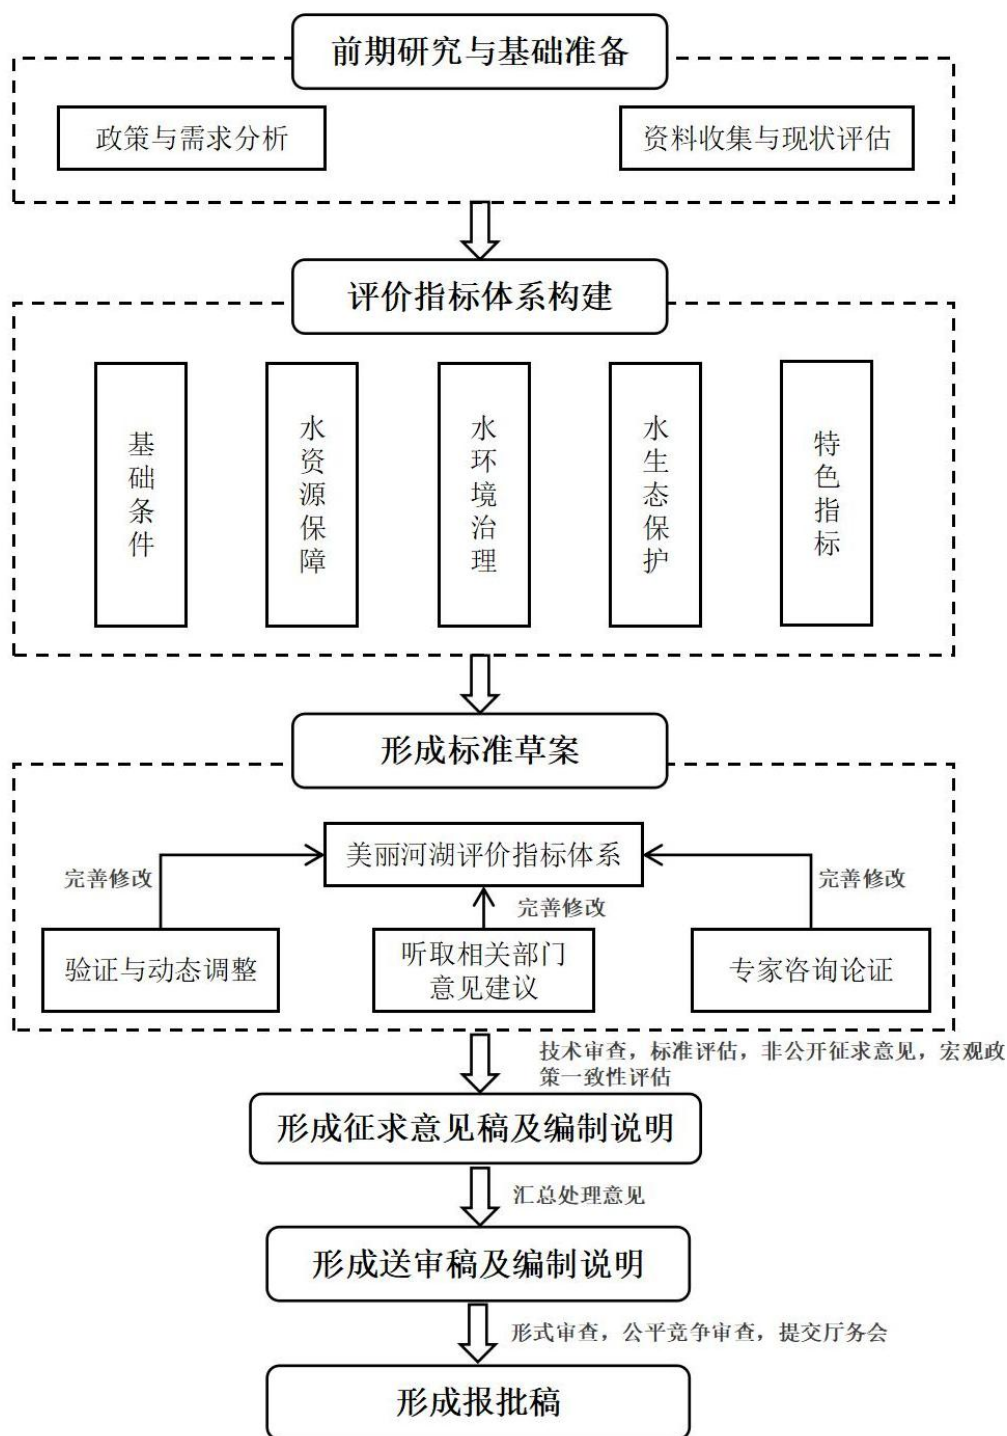 前期研究与基础准备
政策与需求分析
资料收集与现状评估
评价指标体系构建
基础条件
水资源保障
水环境治理
水生态保护
特色指标
形成标准草案
美丽河湖评价指标体系
完善修改
完善修改
完善修改
验证与动态调整
听取相关部门
意见建议
专家咨询论证
技术审查，标准评估，非公开征求意见，宏观政
策一致性评估
形成征求意见稿及编制说明
汇总处理意见
形成送审稿及编制说明
形式审查，公平竞争审查，提交厅务会
形成报批稿